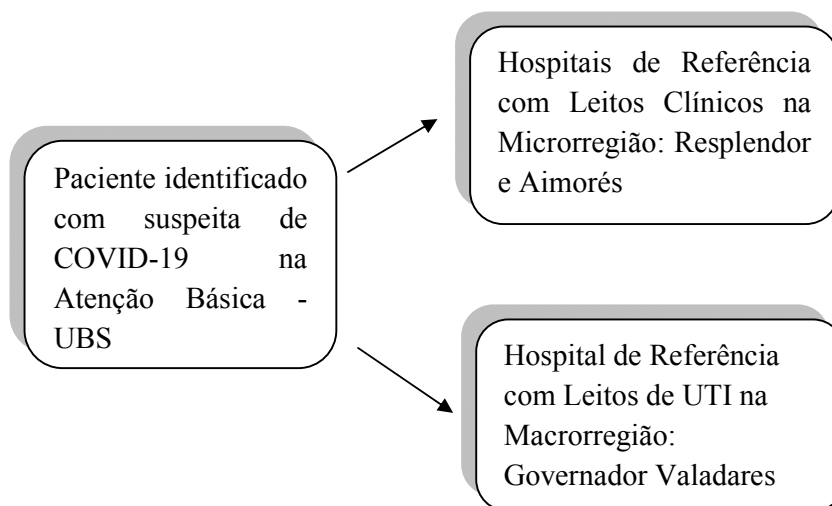 Paciente identificado
com suspeita de
COVID-19 na
Atenção Básica -
UBS
Hospitais de Referência
com Leitos Clínicos na
Microrregião: Resplendor
e Aimorés
Hospital de Referência
com Leitos de UTI na
Macrorregião:
Governador Valadares